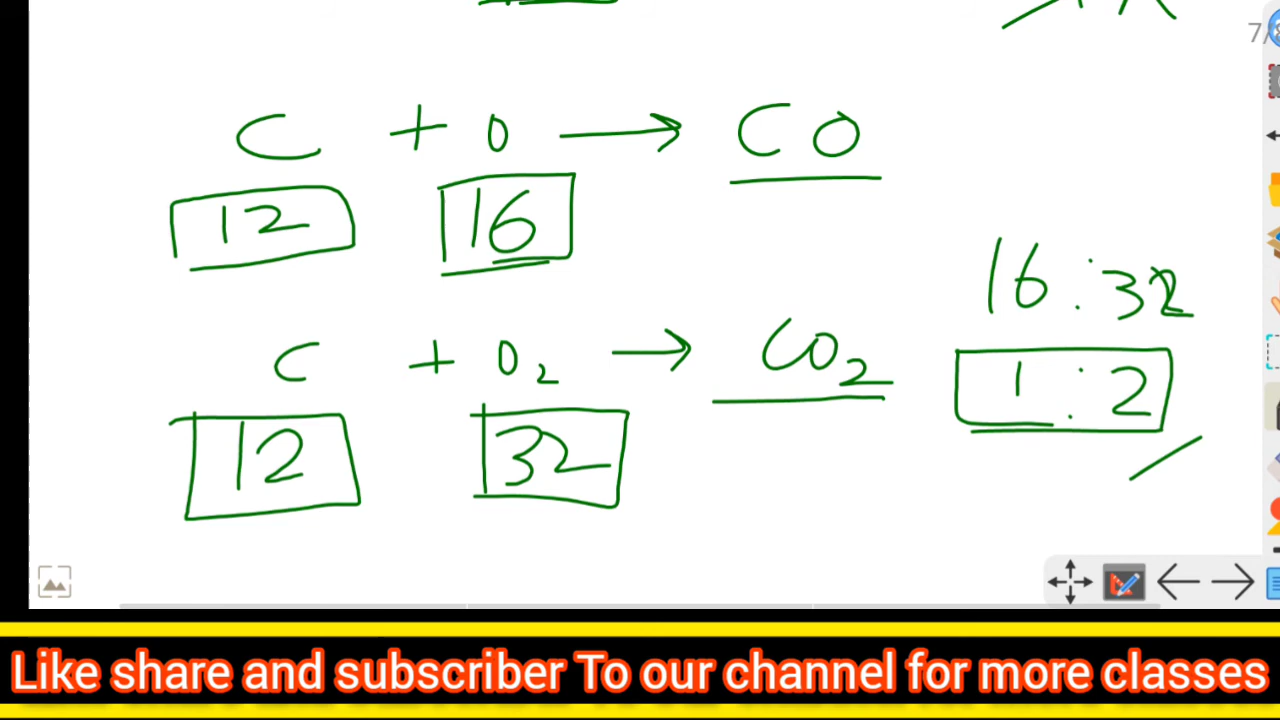 7/
C + O → CO
12 16
16 : 32
C + O₂ → CO₂
1 : 2
12 32
Like share and subscriber To our channel for more classes